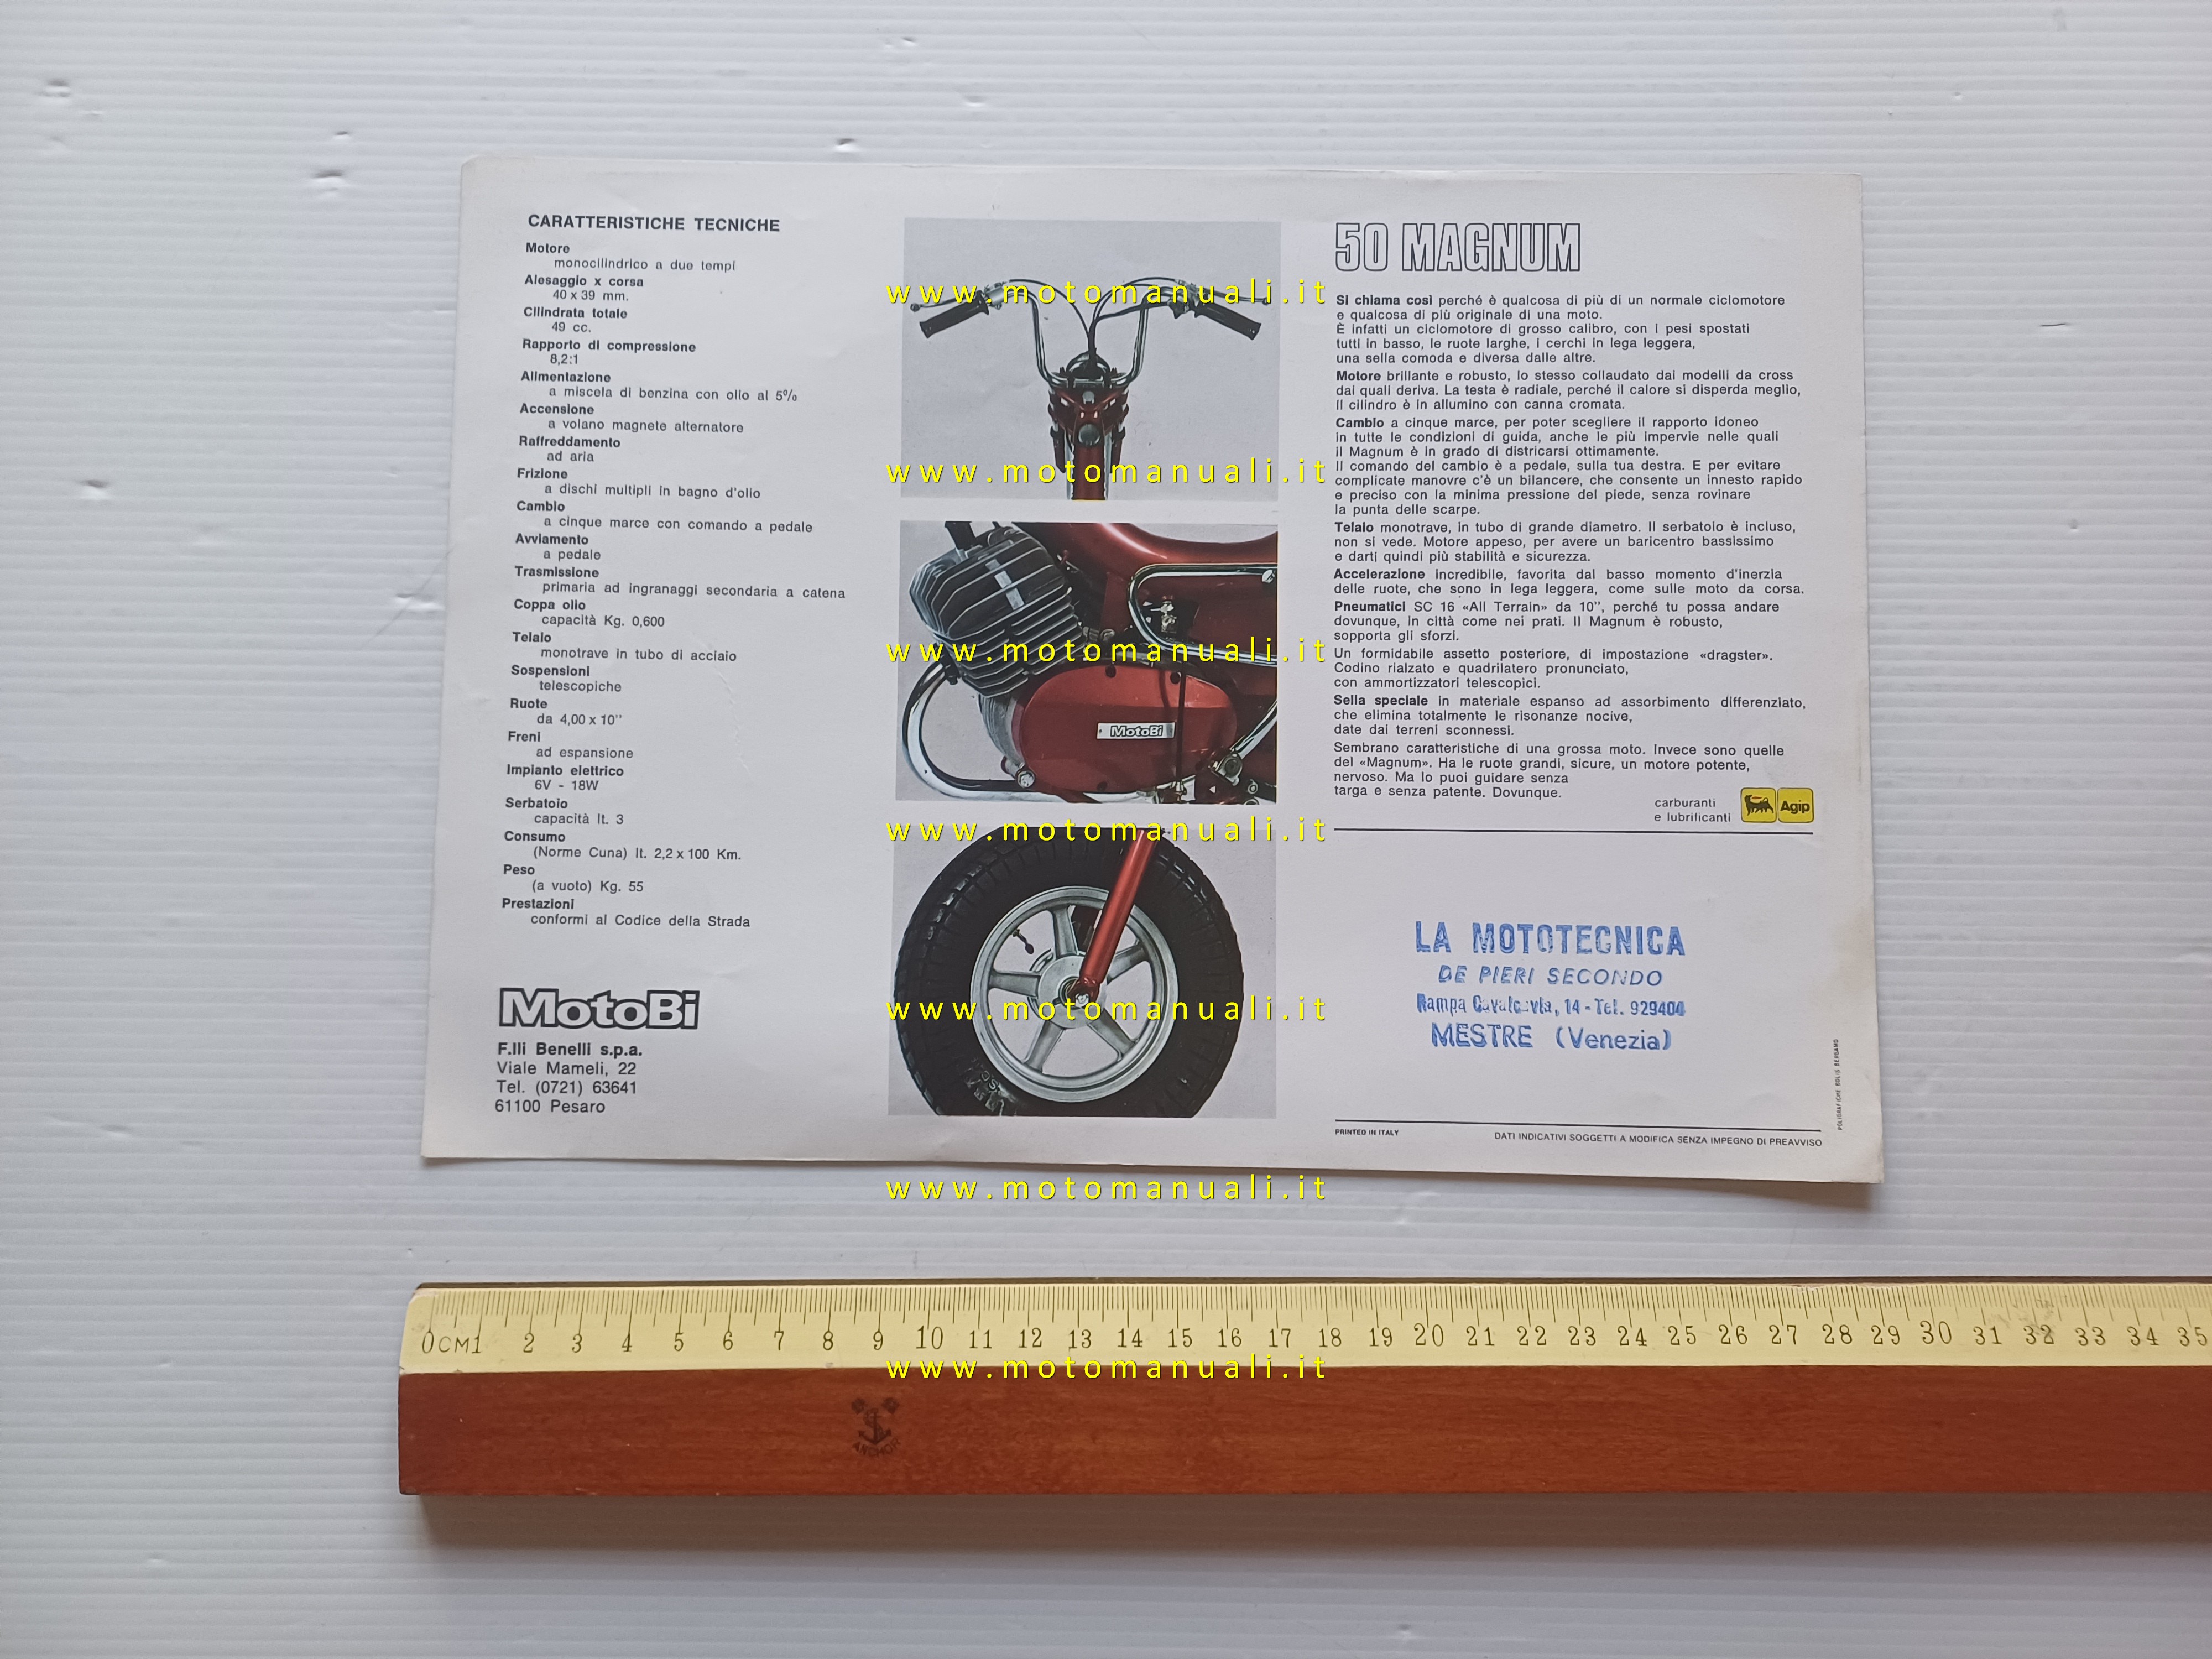 CARATTERISTICHE TECNICHE
Motore
monocilindrico a due tempi
Alesaggio x corsa
40 x 39 mm.
Cilindrata totale
49 cc.
Rapporto di compressione
8,2:1
Alimentazione
a miscela di benzina con olio al 5%
Accensione
a volano magnete alternatore
Raffreddamento
ad aria
Frizione
a dischi multipli in bagno d'olio
Cambio
a cinque marce con comando a pedale
Avviamento
a pedale
Trasmissione
primaria ad ingranaggi secondaria a catena
Coppa olio
capacità Kg. 0,600
Telaio
monotrave in tubo di acciaio
Sospensioni
telescopiche
Ruote
da 4,00 x 10''
Freni
ad espansione
Impianto elettrico
6V - 18W
Serbatoio
capacità lt. 3
Consumo
(Norme Cuna) lt. 2,2 x 100 Km.
Peso
(a vuoto) Kg. 55
Prestazioni
conformi al Codice della Strada
MotoBi
F.lli Benelli s.p.a.
Viale Mameli, 22
Tel. (0721) 63641
61100 Pesaro
www.motomanuali.it
www.motomanuali.it
www.motomanuali.it
MotoBi
www.motomanuali.it
www.motomanuali.it
www.motomanuali.it
www.motomanuali.it
50 MAGNUM
Si chiama così perché è qualcosa di più di un normale ciclomotore
e qualcosa di più originale di una moto.
È infatti un ciclomotore di grosso calibro, con i pesi spostati
tutti in basso, le ruote larghe, i cerchi in lega leggera,
una sella comoda e diversa dalle altre.
Motore brillante e robusto, lo stesso collaudato dai modelli da cross
dai quali deriva. La testa è radiale, perché il calore si disperda meglio,
il cilindro è in allumino con canna cromata.
Cambio a cinque marce, per poter scegliere il rapporto idoneo
in tutte le condizioni di guida, anche le più impervie nelle quali
il Magnum è in grado di districarsi ottimamente.
Il comando del cambio è a pedale, sulla tua destra. E per evitare
complicate manovre c'è un bilancere, che consente un innesto rapido
e preciso con la minima pressione del piede, senza rovinare
la punta delle scarpe.
Telaio monotrave, in tubo di grande diametro. Il serbatoio è incluso,
non si vede. Motore appeso, per avere un baricentro bassissimo
e darti quindi più stabilità e sicurezza.
Accelerazione incredibile, favorita dal basso momento d'inerzia
delle ruote, che sono in lega leggera, come sulle moto da corsa.
Pneumatici SC 16 «All Terrain» da 10'', perché tu possa andare
dovunque, in città come nei prati. Il Magnum è robusto,
sopporta gli sforzi.
Un formidabile assetto posteriore, di impostazione «dragster».
Codino rialzato e quadrilatero pronunciato,
con ammortizzatori telescopici.
Sella speciale in materiale espanso ad assorbimento differenziato,
che elimina totalmente le risonanze nocive,
date dai terreni sconnessi.
Sembrano caratteristiche di una grossa moto. Invece sono quelle
del «Magnum». Ha le ruote grandi, sicure, un motore potente,
nervoso. Ma lo puoi guidare senza
targa e senza patente. Dovunque.
carburanti
e lubrificanti
Agip
LA MOTOTECNICA
DE PIERI SECONDO
Rampa Cavalcavia, 14 - Tel. 929404
MESTRE (Venezia)
POLIGRAFICHE BOLIS BERGAMO
PRINTED IN ITALY
DATI INDICATIVI SOGGETTI A MODIFICA SENZA IMPEGNO DI PREAVVISO
0CM1 2 3 4 5 6 7 8 9 10 11 12 13 14 15 16 17 18 19 20 21 22 23 24 25 26 27 28 29 30 31 32 33 34 35
ANCHOR